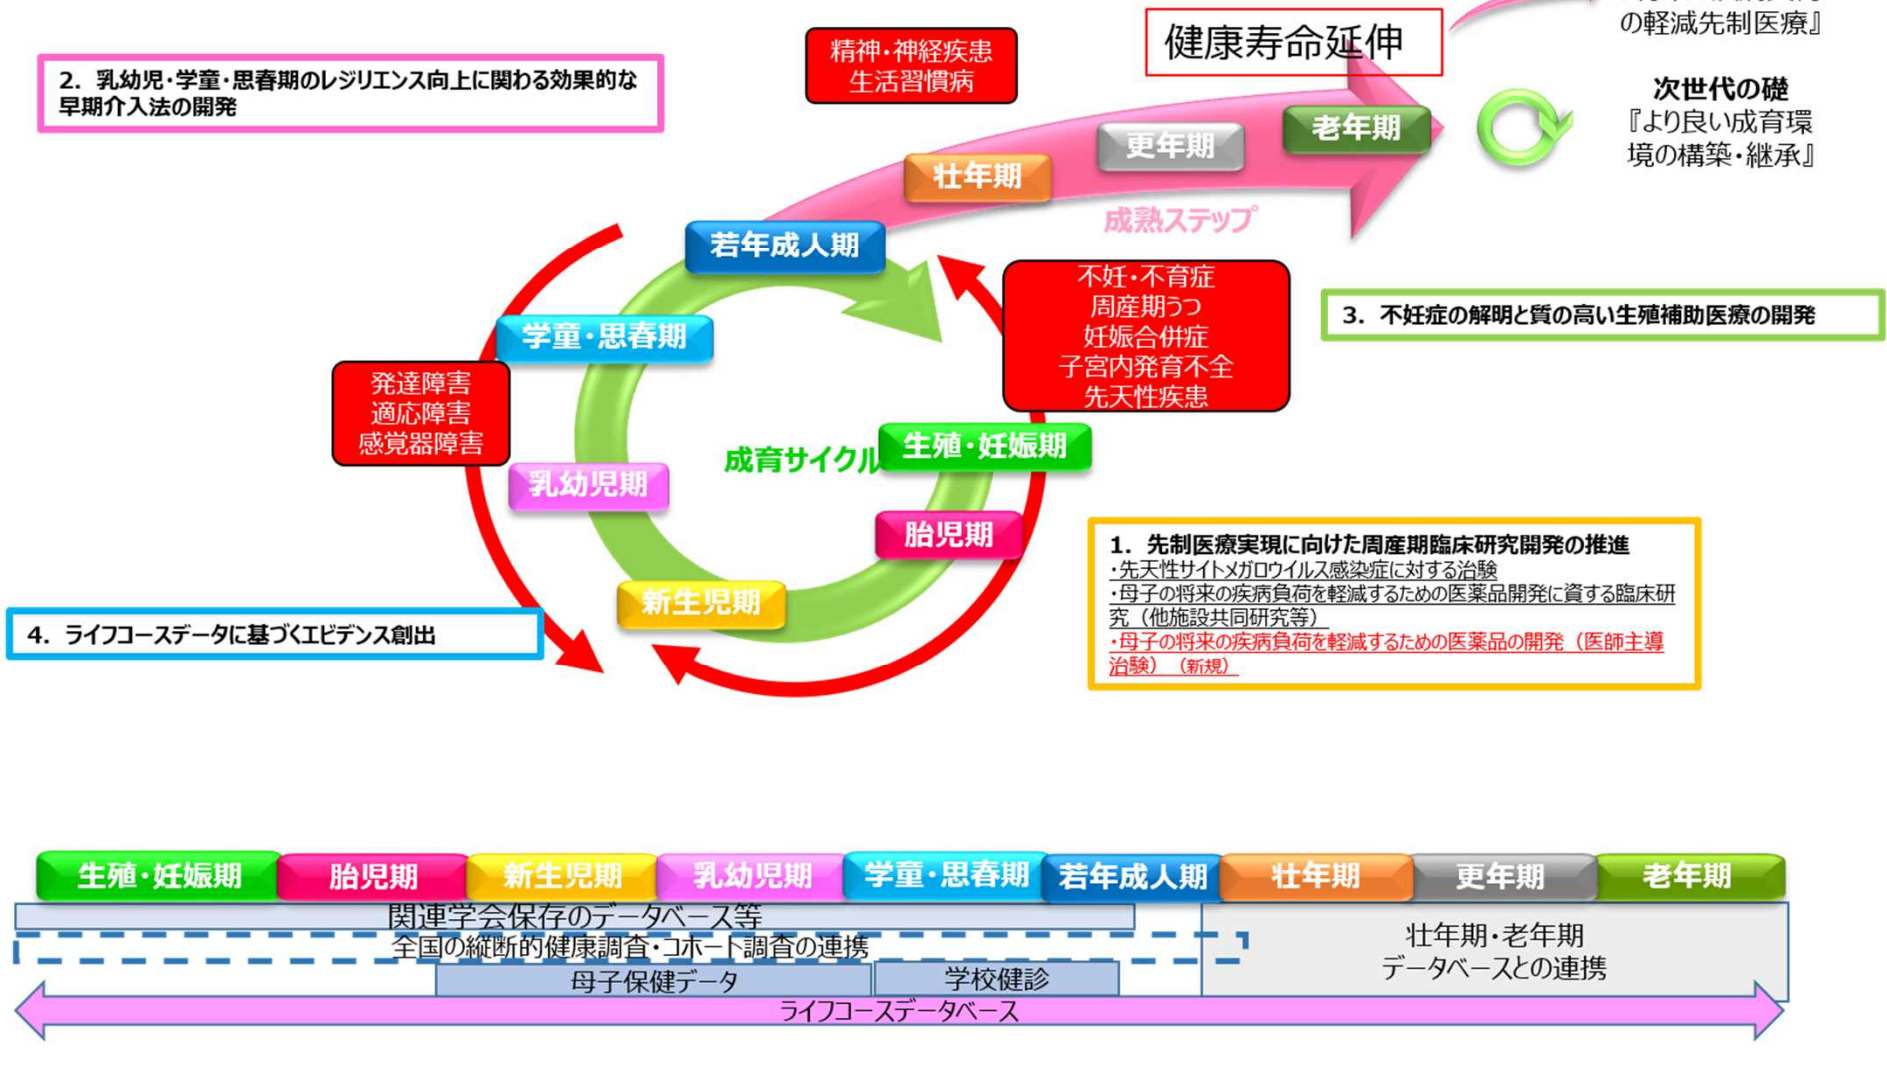 の軽減先制医療』
健康寿命延伸
精神・神経疾患
生活習慣病
2．乳幼児・学童・思春期のレジリエンス向上に関わる効果的な
早期介入法の開発
次世代の礎
『より良い成育環
境の構築・継承』
老年期
更年期
壮年期
成熟ステップ
若年成人期
不妊・不育症
周産期うつ
妊娠合併症
子宮内発育不全
先天性疾患
3．不妊症の解明と質の高い生殖補助医療の開発
学童・思春期
発達障害
適応障害
感覚器障害
成育サイクル
生殖・妊娠期
乳幼児期
胎児期
新生児期
1．先制医療実現に向けた周産期臨床研究開発の推進
・先天性サイトメガロウイルス感染症に対する治験
・母子の将来の疾病負荷を軽減するための医薬品開発に資する臨床研
究（他施設共同研究等）
・母子の将来の疾病負荷を軽減するための医薬品の開発（医師主導
治験）（新規）
4．ライフコースデータに基づくエビデンス創出
生殖・妊娠期 胎児期 新生児期 乳幼児期 学童・思春期 若年成人期 壮年期 更年期 老年期
関連学会保存のデータベース等
全国の縦断的健康調査・コホート調査の連携
母子保健データ 学校健診
壮年期・老年期
データベースとの連携
ライフコースデータベース